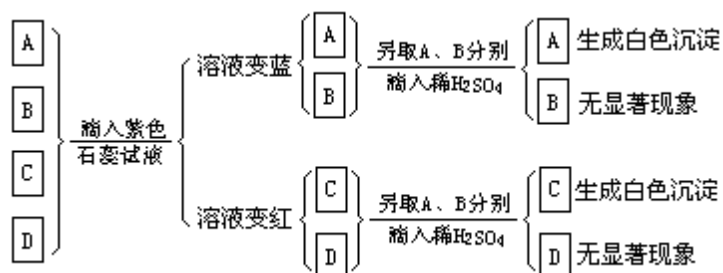 A
B
C
D
滴入紫色
石蕊试液
溶液变蓝
A
B
另取A、B分别
滴入稀H₂SO₄
A 生成白色沉淀
B 无显著现象
溶液变红
C
D
另取A、B分别
滴入稀H₂SO₄
C 生成白色沉淀
D 无显著现象